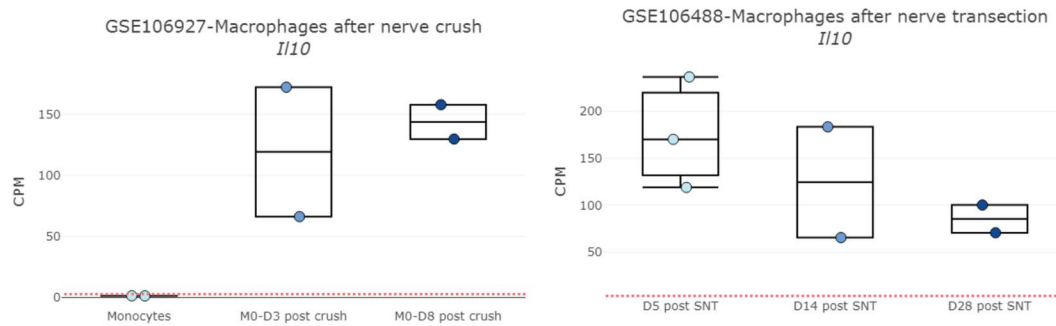 GSE106927-Macrophages after nerve crush
Il10
CPM
150
100
50
0
Monocytes
M0-D3 post crush
M0-D8 post crush
GSE106488-Macrophages after nerve transection
Il10
CPM
200
150
100
50
D5 post SNT
D14 post SNT
D28 post SNT